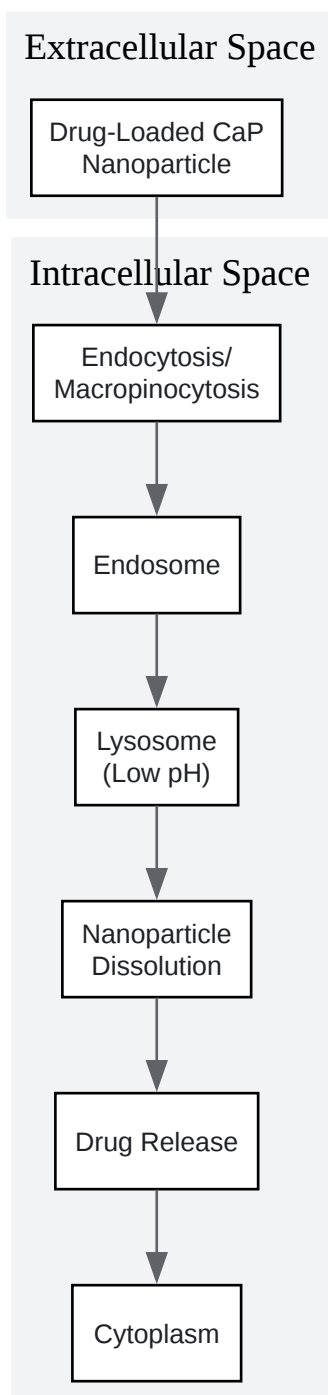 Extracellular Space
Drug-Loaded CaP
Nanoparticle
Intracellular Space
Endocytosis/
Macropinocytosis
Endosome
Lysosome
(Low pH)
Nanoparticle
Dissolution
Drug Release
Cytoplasm